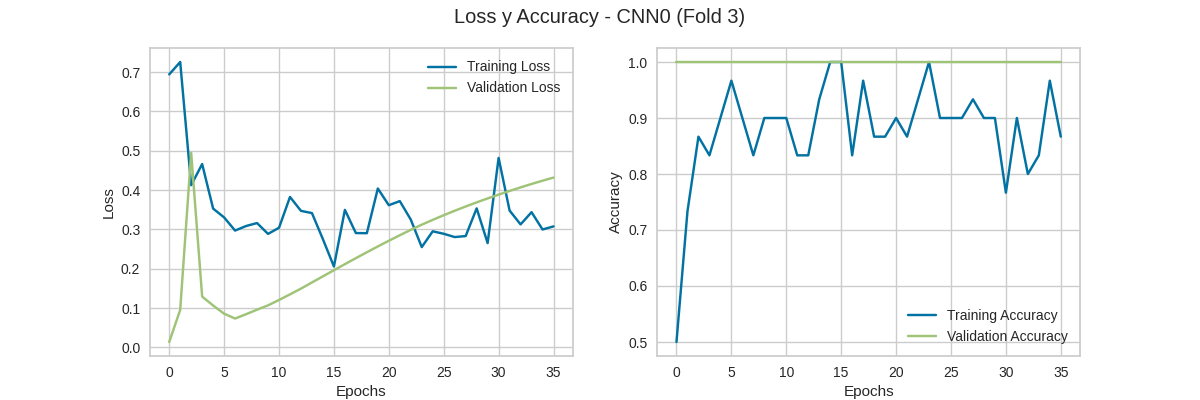 Loss y Accuracy - CNN0 (Fold 3)
0.7
0.6
0.5
0.4
0.3
0.2
0.1
0.0
Loss
0 5 10 15 20 25 30 35
Epochs
Training Loss
Validation Loss
1.0
0.9
0.8
0.7
0.6
0.5
Accuracy
0 5 10 15 20 25 30 35
Epochs
Training Accuracy
Validation Accuracy